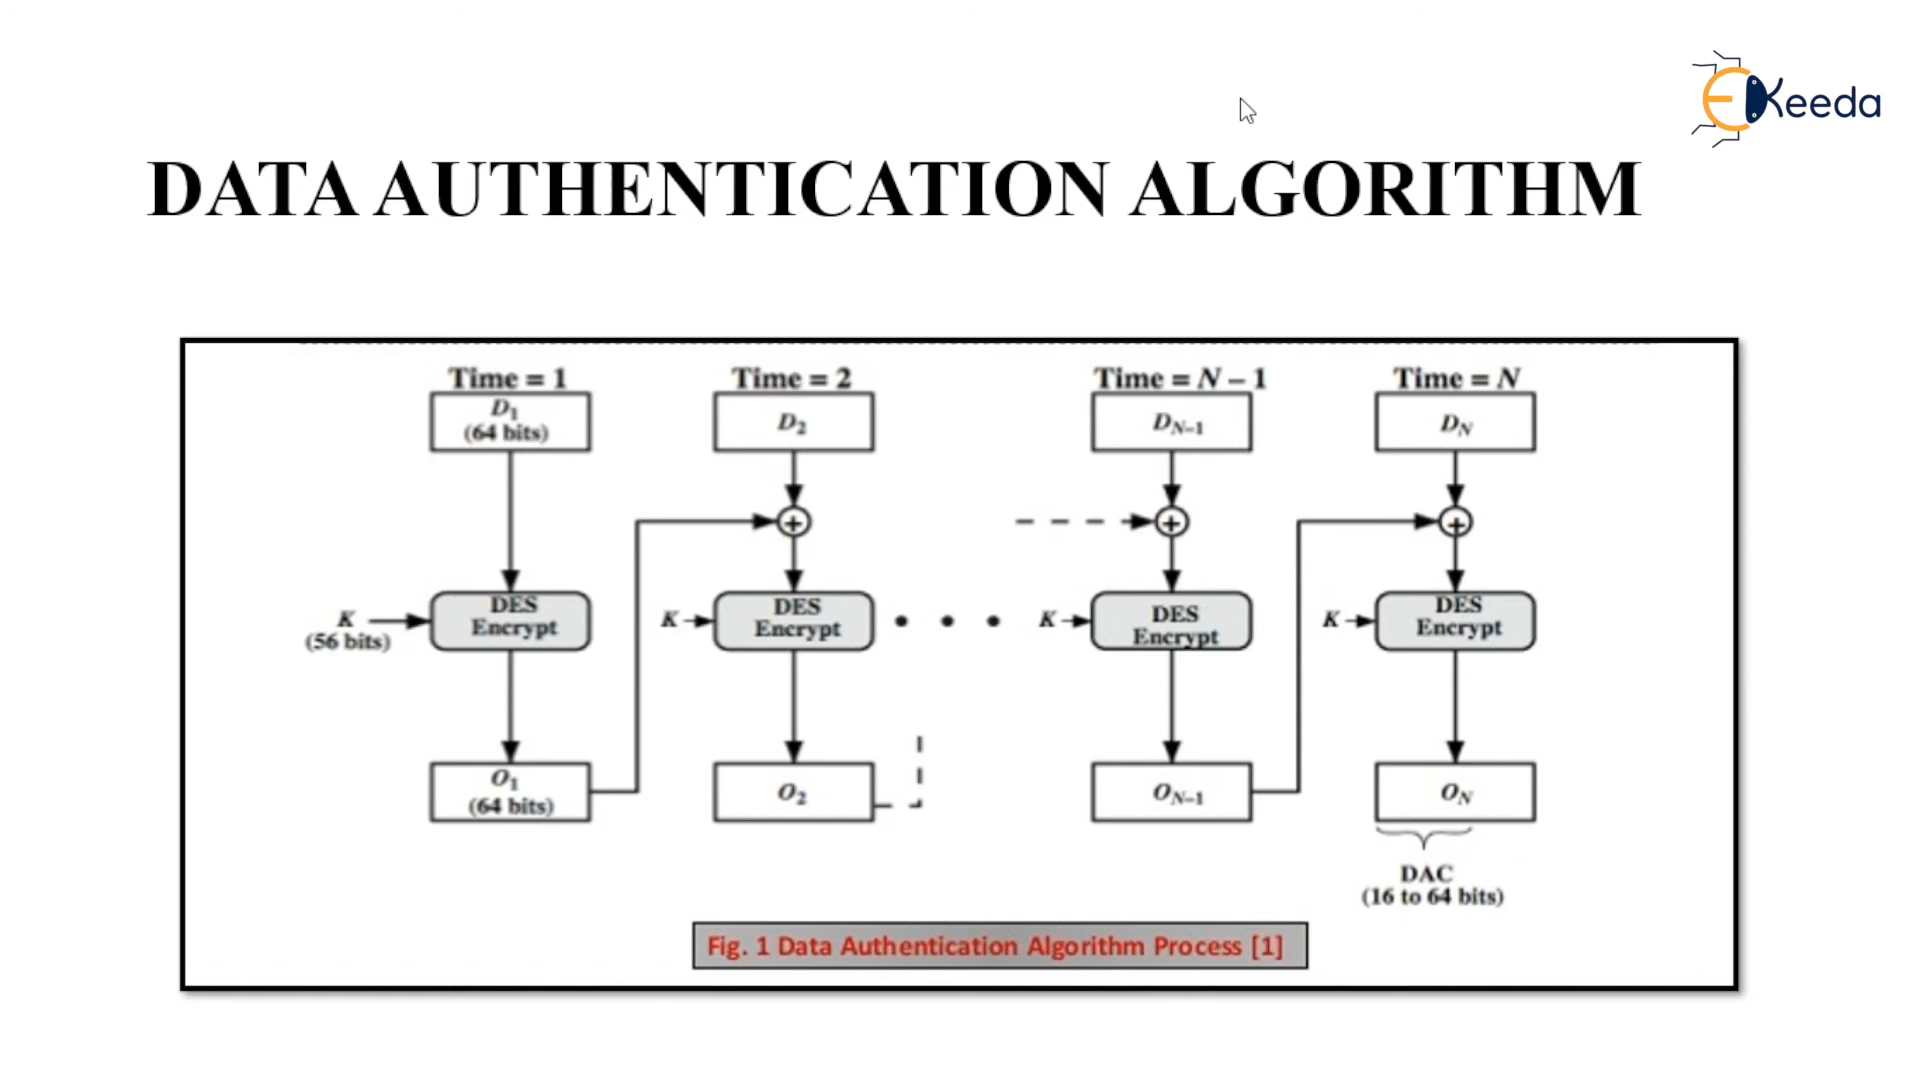 EKeeda
DATA AUTHENTICATION ALGORITHM
Time = 1
Time = 2
Time = N – 1
Time = N
D1
(64 bits)
D2
DN–1
DN
+
+
+
K
(56 bits)
DES
Encrypt
K
DES
Encrypt
K
DES
Encrypt
K
DES
Encrypt
O1
(64 bits)
O2
ON–1
ON
DAC
(16 to 64 bits)
Fig. 1 Data Authentication Algorithm Process [1]